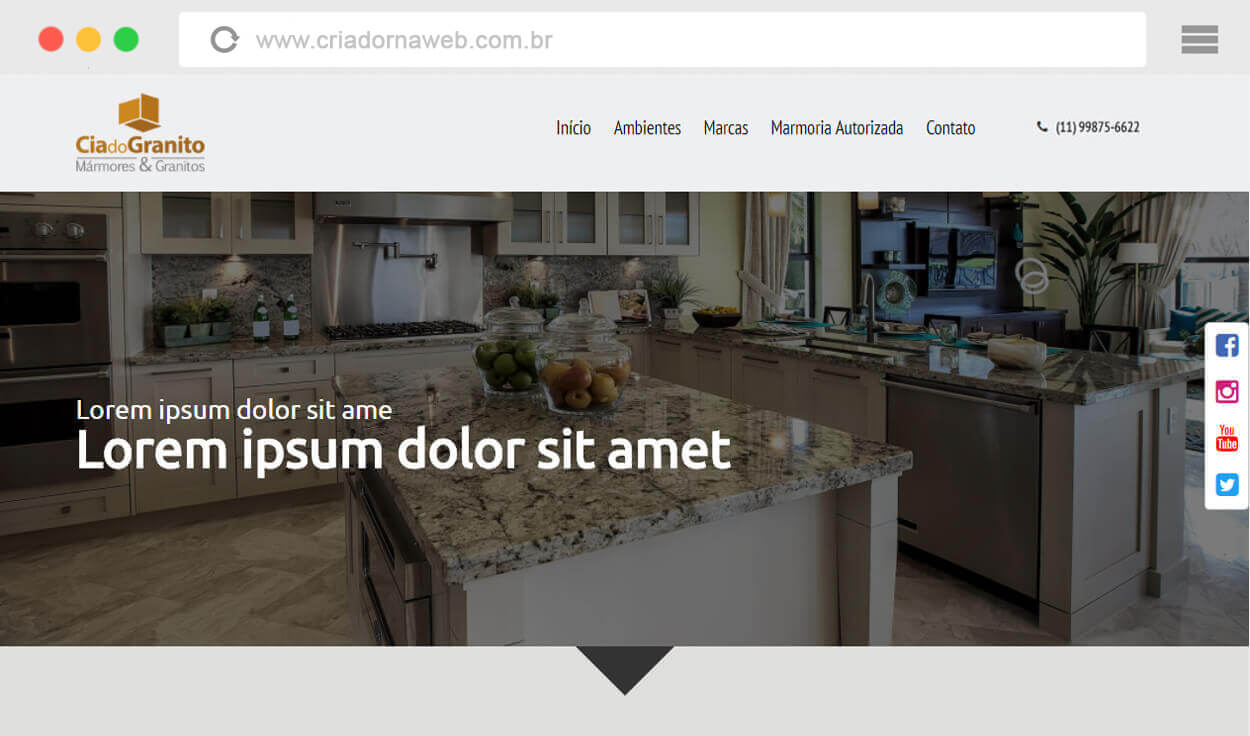 www.criadornaweb.com.br
CiadoGranito
Mármores & Granitos
Início Ambientes Marcas Marmoria Autorizada Contato (11) 99875-6622
Lorem ipsum dolor sit ame
Lorem ipsum dolor sit amet
You
Tube